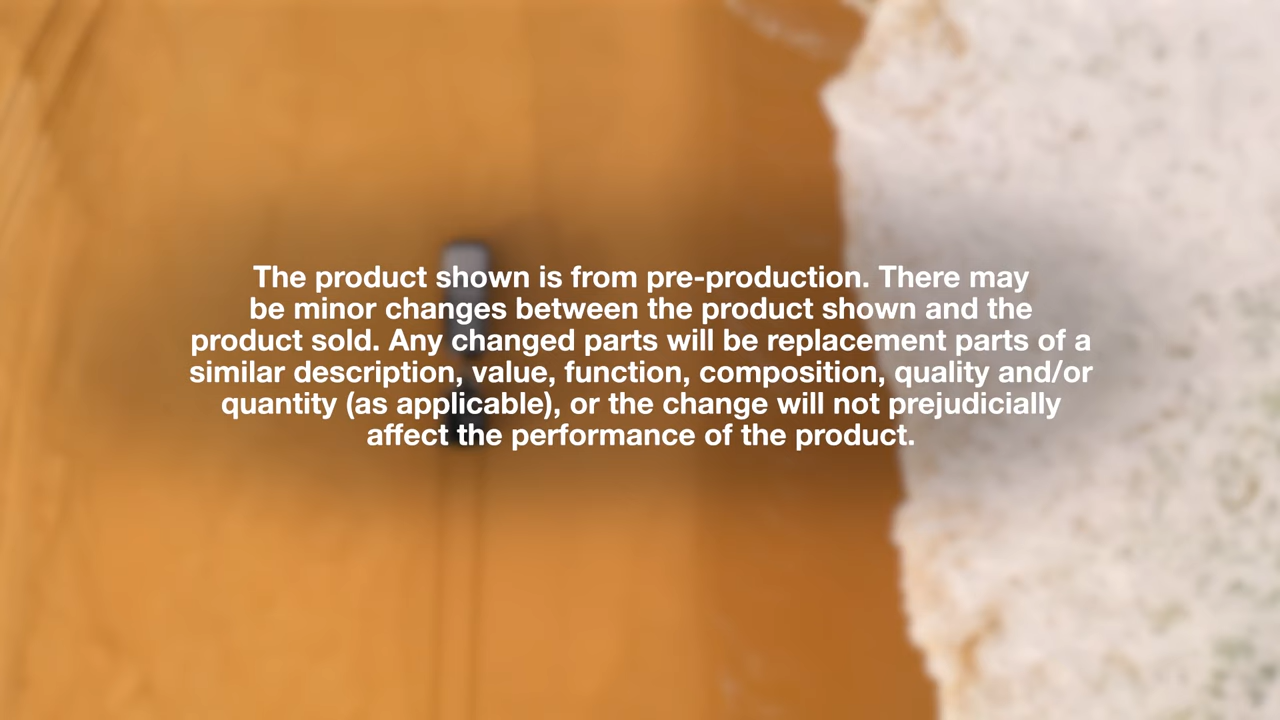 The product shown is from pre-production. There may
be minor changes between the product shown and the
product sold. Any changed parts will be replacement parts of a
similar description, value, function, composition, quality and/or
quantity (as applicable), or the change will not prejudicially
affect the performance of the product.